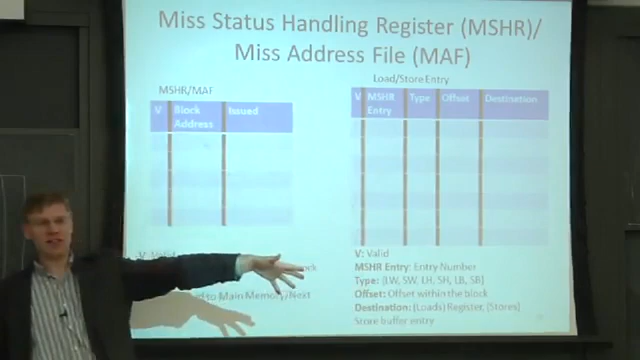 Miss Status Handling Register (MSHR)/
Miss Address File (MAF)
MSHR/MAF
V Block Address Issued
Load/Store Entry
V MSHR Entry Type Offset Destination
V: Valid
to Main Memory/Next
V: Valid
MSHR Entry: Entry Number
Type: {LW, SW, LH, SH, LB, SB}
Offset: Offset within the block
Destination: (Loads) Register, (Stores)
Store buffer entry